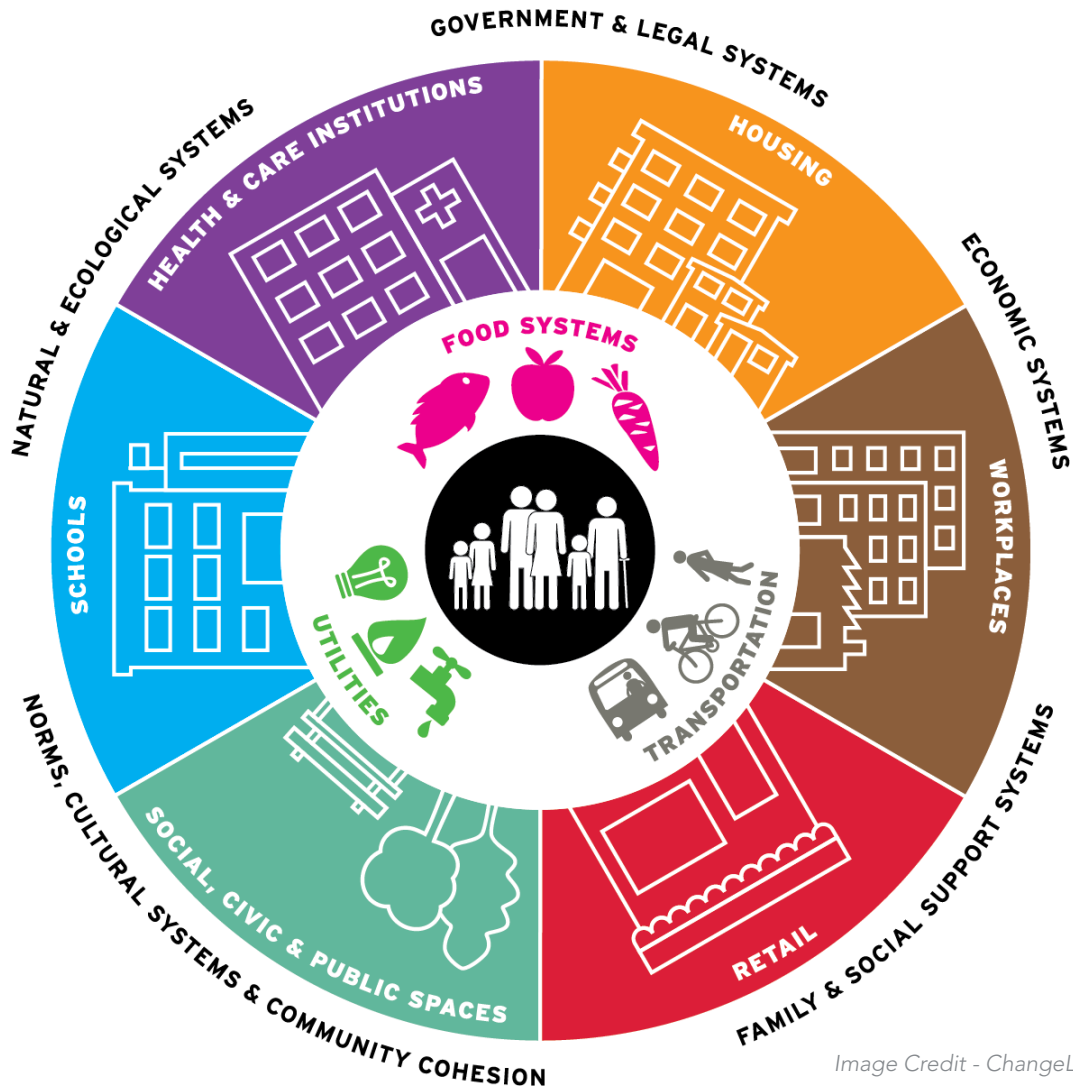 GOVERNMENT & LEGAL SYSTEMS
NATURAL & ECOLOGICAL SYSTEMS
ECONOMIC SYSTEMS
HEALTH & CARE INSTITUTIONS
HOUSING
SCHOOLS
WORKPLACES
FOOD SYSTEMS
UTILITIES
TRANSPORTATION
SOCIAL, CIVIC & PUBLIC SPACES
RETAIL
NORMS, CULTURAL SYSTEMS & COMMUNITY COHESION
FAMILY & SOCIAL SUPPORT SYSTEMS
Image Credit - ChangeL